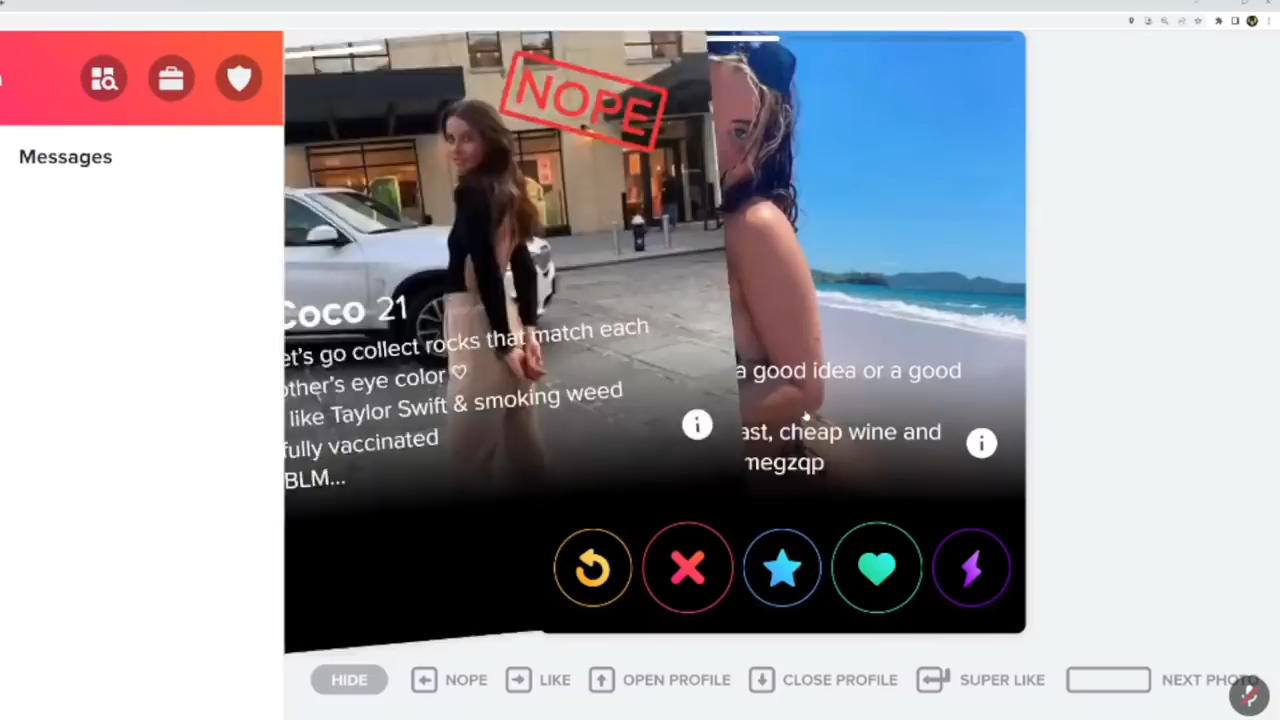 Messages
NOPE
Coco 21
et's go collect rocks that match each
other's eye color ♡
like Taylor Swift & smoking weed
fully vaccinated
BLM...
a good idea or a good
ast, cheap wine and
megzqp
HIDE NOPE LIKE OPEN PROFILE CLOSE PROFILE SUPER LIKE NEXT PHOTO